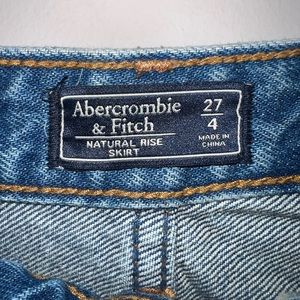 Abercrombie
& Fitch
NATURAL RISE
SKIRT
27
4
MADE IN
CHINA